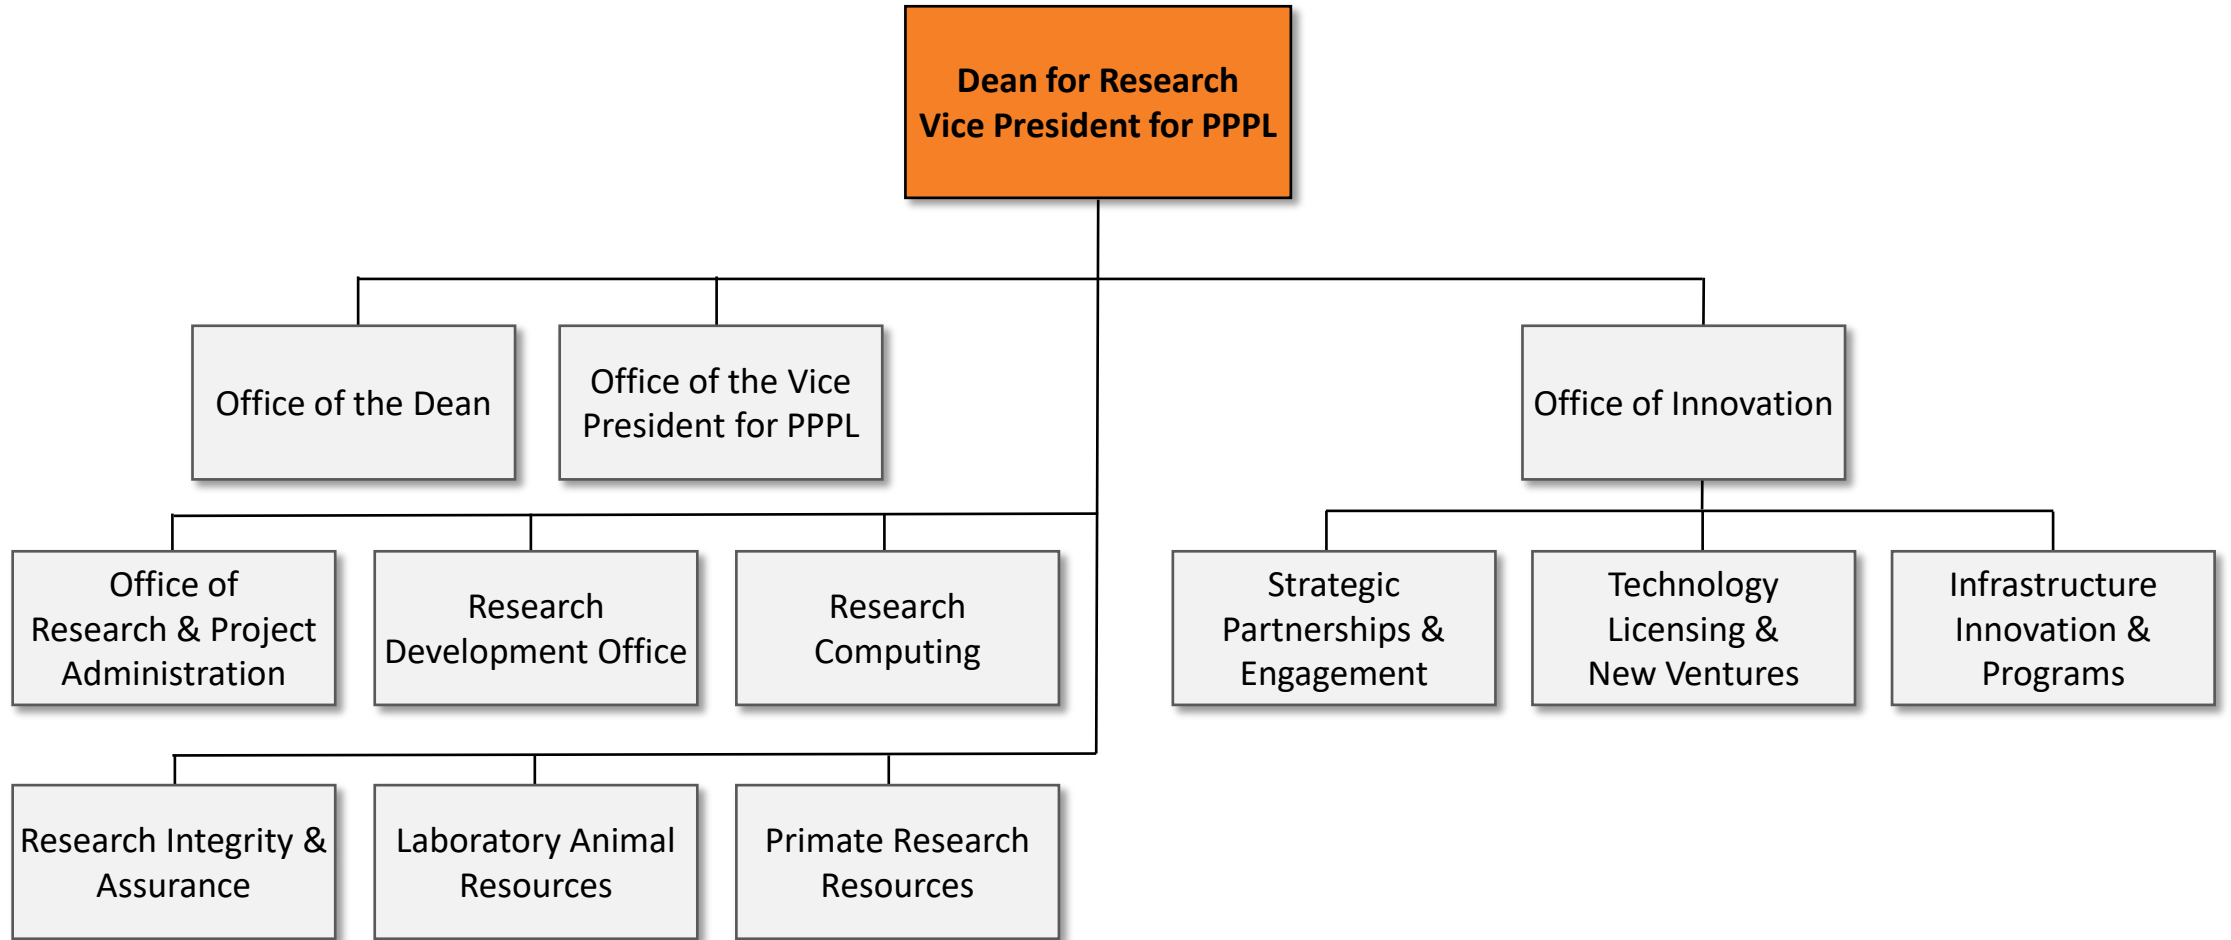 Dean for Research
Vice President for PPPL
Office of the Dean
Office of the Vice
President for PPPL
Office of Innovation
Office of
Research & Project
Administration
Research
Development Office
Research
Computing
Strategic
Partnerships &
Engagement
Technology
Licensing &
New Ventures
Infrastructure
Innovation &
Programs
Research Integrity &
Assurance
Laboratory Animal
Resources
Primate Research
Resources